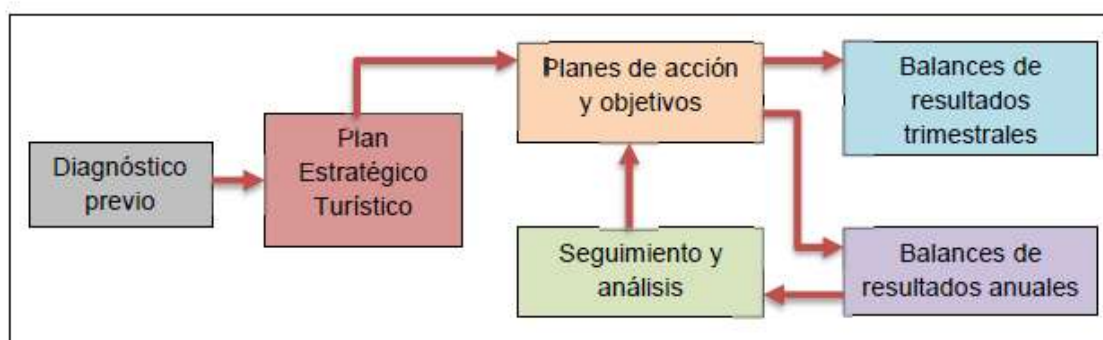 Diagnóstico
previo
Plan
Estratégico
Turístico
Planes de acción
y objetivos
Balances de
resultados
trimestrales
Seguimiento y
análisis
Balances de
resultados anuales